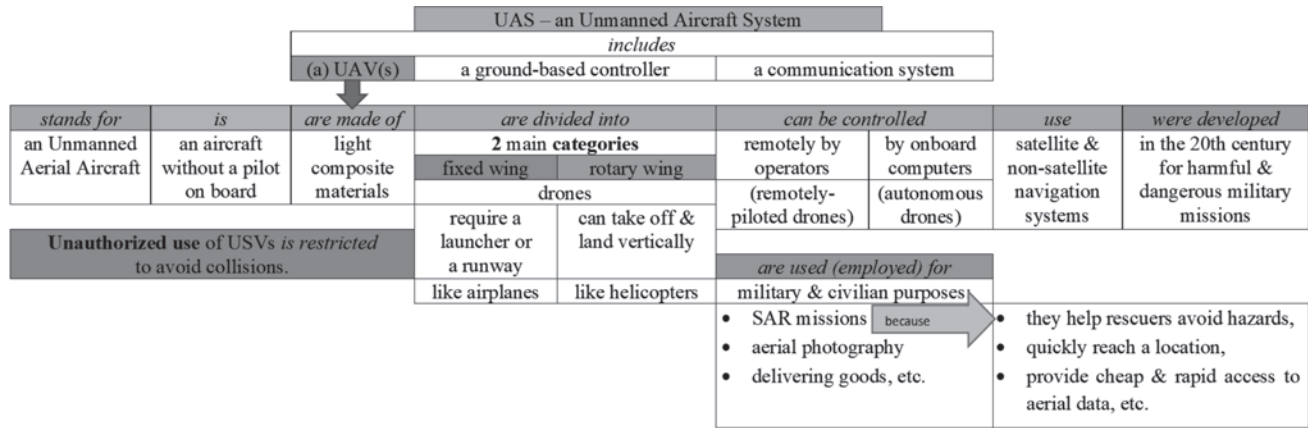 UAS – an Unmanned Aircraft System
includes
(a) UAV(s)
a ground-based controller
a communication system
stands for
an Unmanned
Aerial Aircraft
is
an aircraft
without a pilot
on board
are made of
light
composite
materials
are divided into
2 main categories
fixed wing
rotary wing
drones
require a
launcher or
a runway
can take off &
land vertically
like airplanes
like helicopters
can be controlled
remotely by
operators
by onboard
computers
(remotely-
piloted drones)
(autonomous
drones)
use
satellite &
non-satellite
navigation
systems
were developed
in the 20th century
for harmful &
dangerous military
missions
Unauthorized use of USVs is restricted
to avoid collisions.
are used (employed) for
military & civilian purposes
• SAR missions
• aerial photography
• delivering goods, etc.
because
• they help rescuers avoid hazards,
• quickly reach a location,
• provide cheap & rapid access to
aerial data, etc.